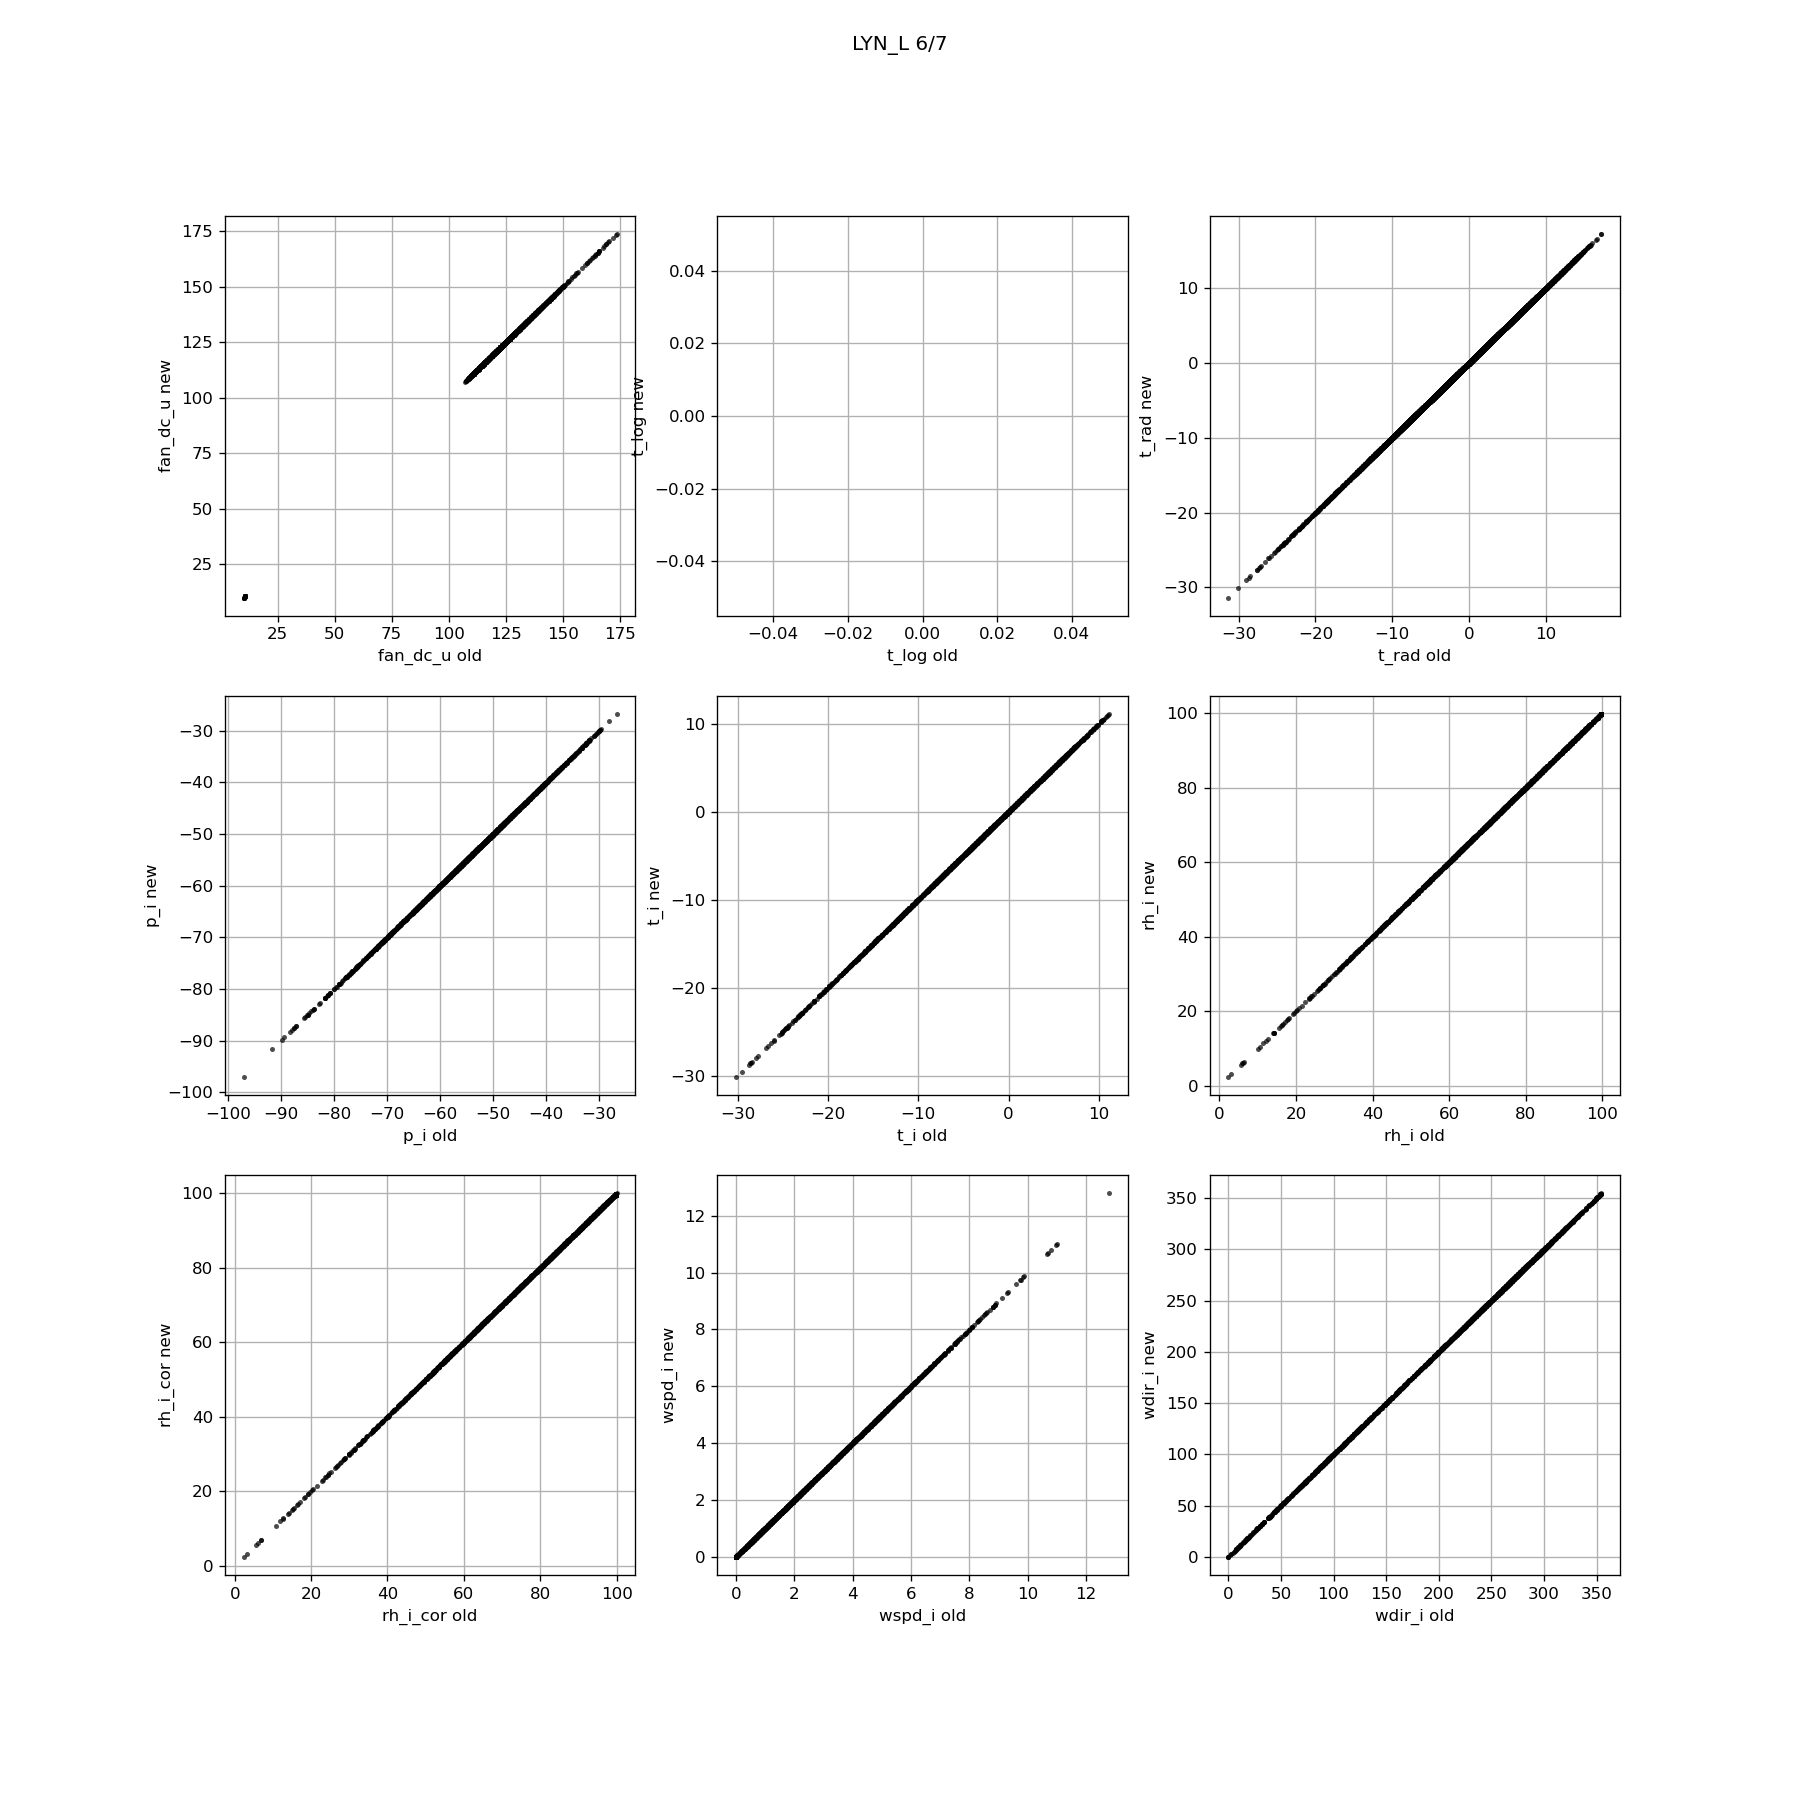 LYN_L 6/7
175
150
125
100
75
50
25
fan_dc_u new
25 50 75 100 125 150 175
fan_dc_u old
0.04
0.02
0.00
−0.02
−0.04
t_log new
−0.04 −0.02 0.00 0.02 0.04
t_log old
10
0
−10
−20
−30
t_rad new
−30 −20 −10 0 10
t_rad old
−30
−40
−50
−60
−70
−80
−90
−100
p_i new
−100 −90 −80 −70 −60 −50 −40 −30
p_i old
10
0
−10
−20
−30
t_i new
−30 −20 −10 0 10
t_i old
100
80
60
40
20
0
rh_i new
0 20 40 60 80 100
rh_i old
100
80
60
40
20
0
rh_i_cor new
0 20 40 60 80 100
rh_i_cor old
12
10
8
6
4
2
0
wspd_i new
0 2 4 6 8 10 12
wspd_i old
350
300
250
200
150
100
50
0
wdir_i new
0 50 100 150 200 250 300 350
wdir_i old